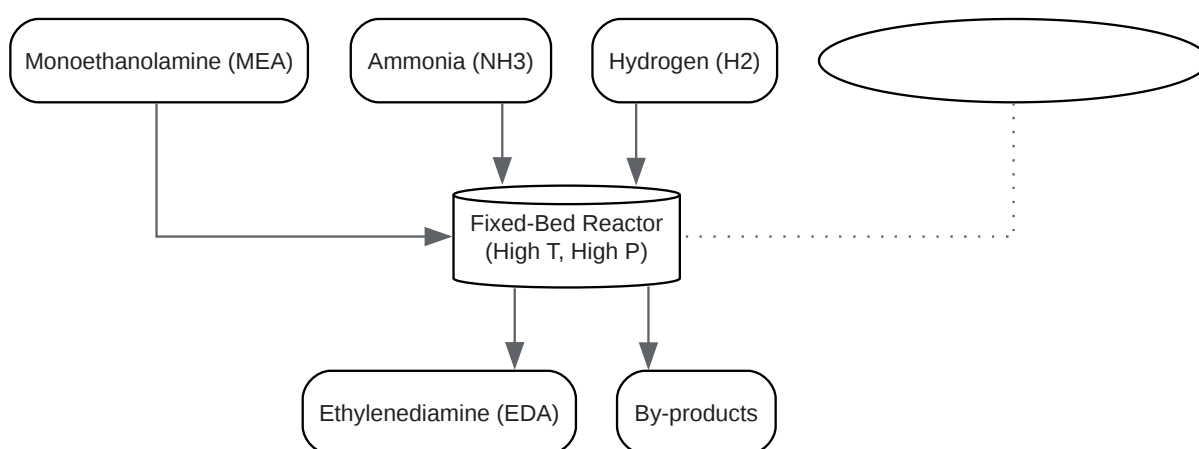 Monoethanolamine (MEA)
Ammonia (NH3)
Hydrogen (H2)
Fixed-Bed Reactor
(High T, High P)
Ethylenediamine (EDA)
By-products